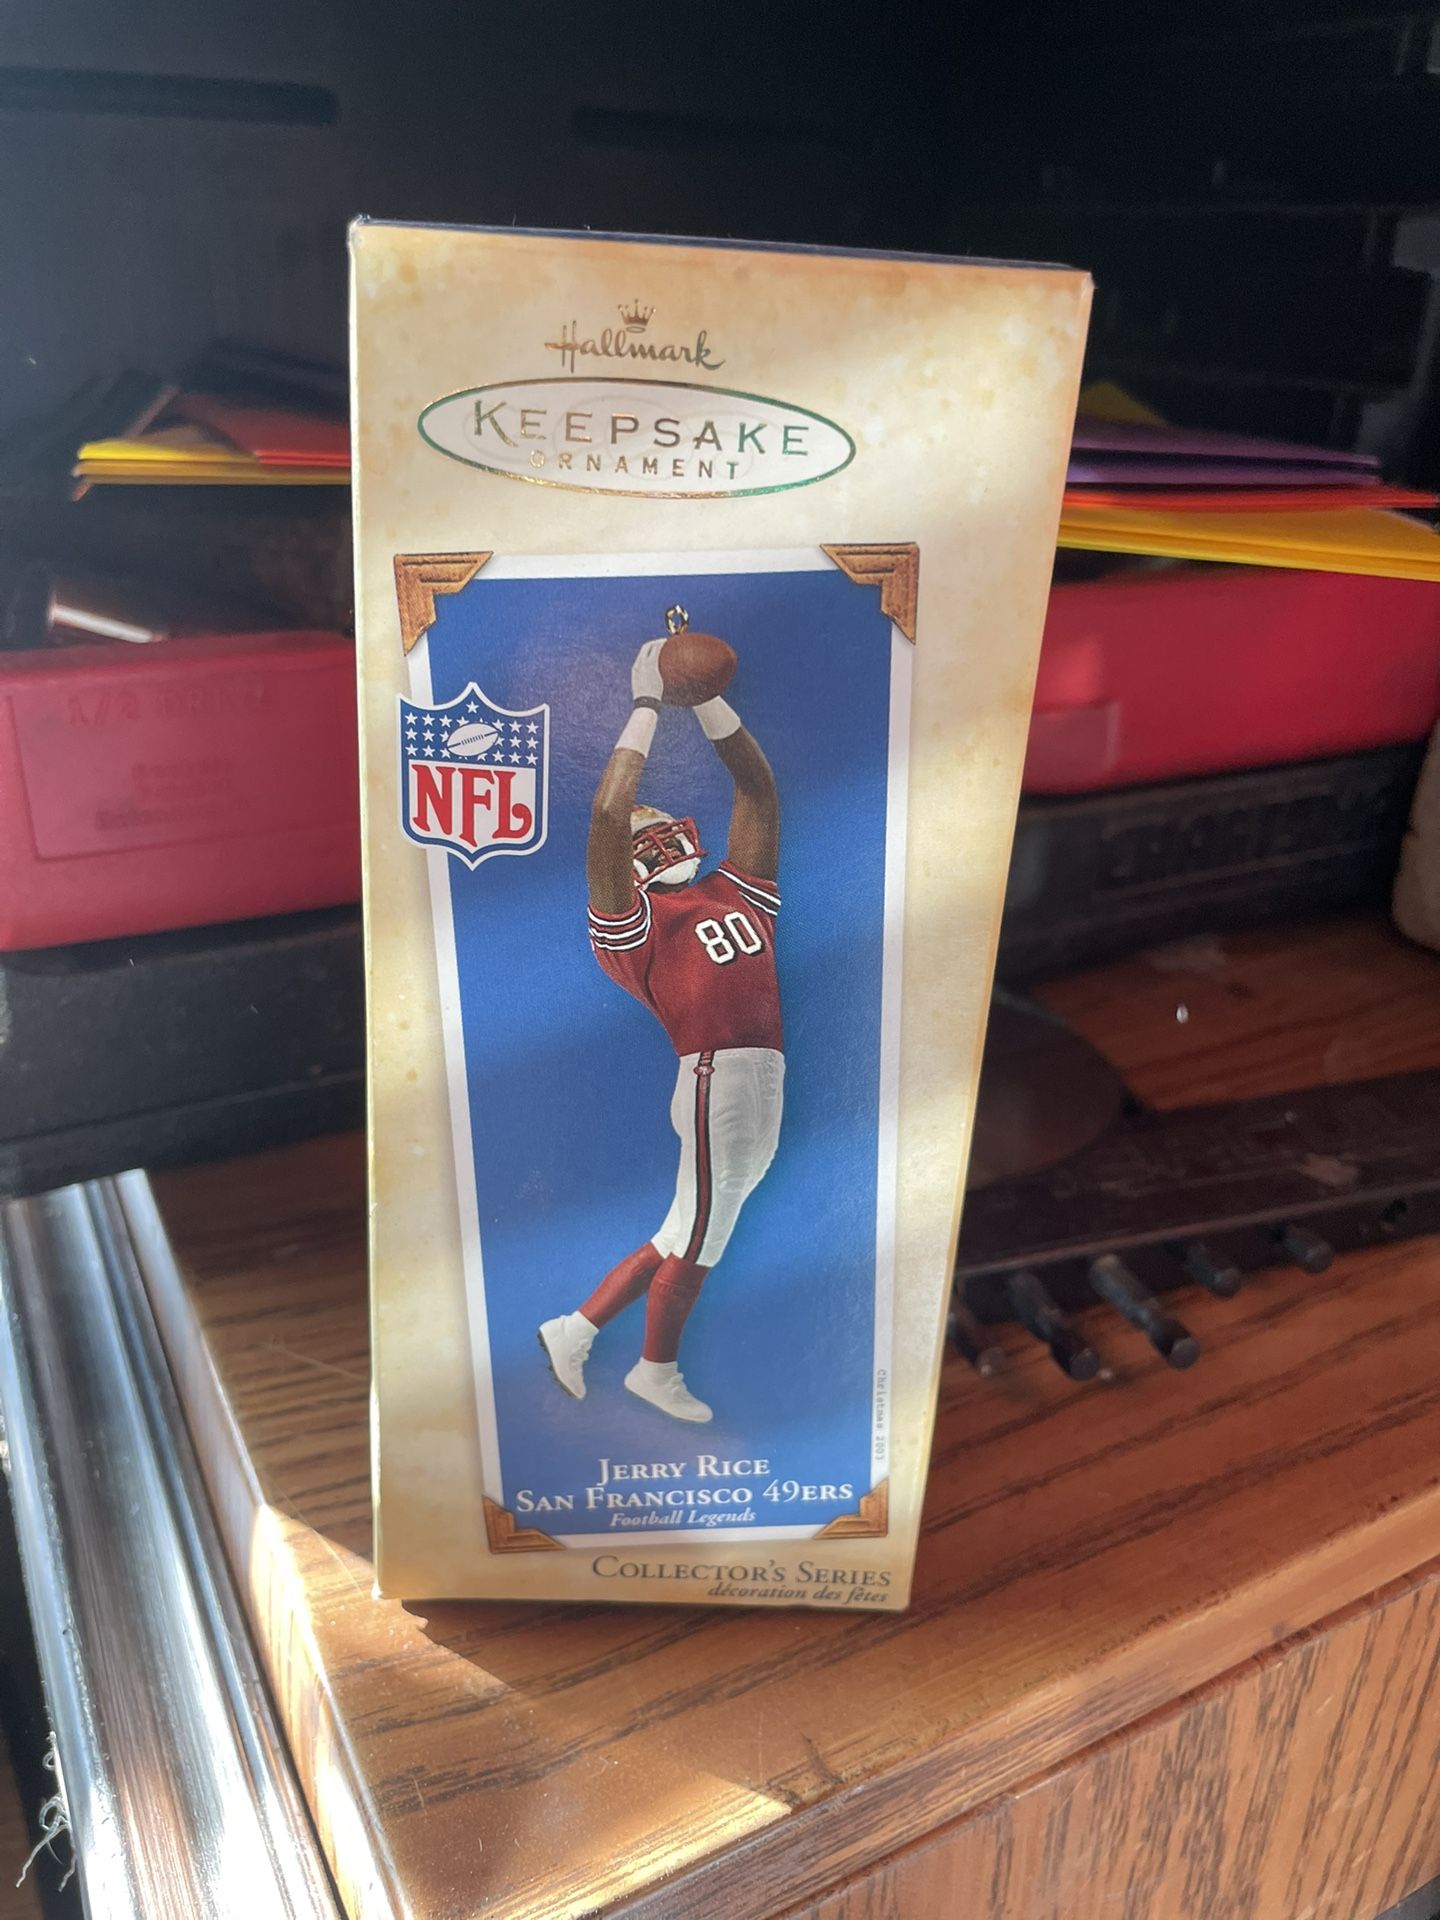 Hallmark
KEEPSAKE
ORNAMENT
NFL
80
Christmas 2003
JERRY RICE
SAN FRANCISCO 49ERS
Football Legends
COLLECTOR'S SERIES
décoration des fêtes